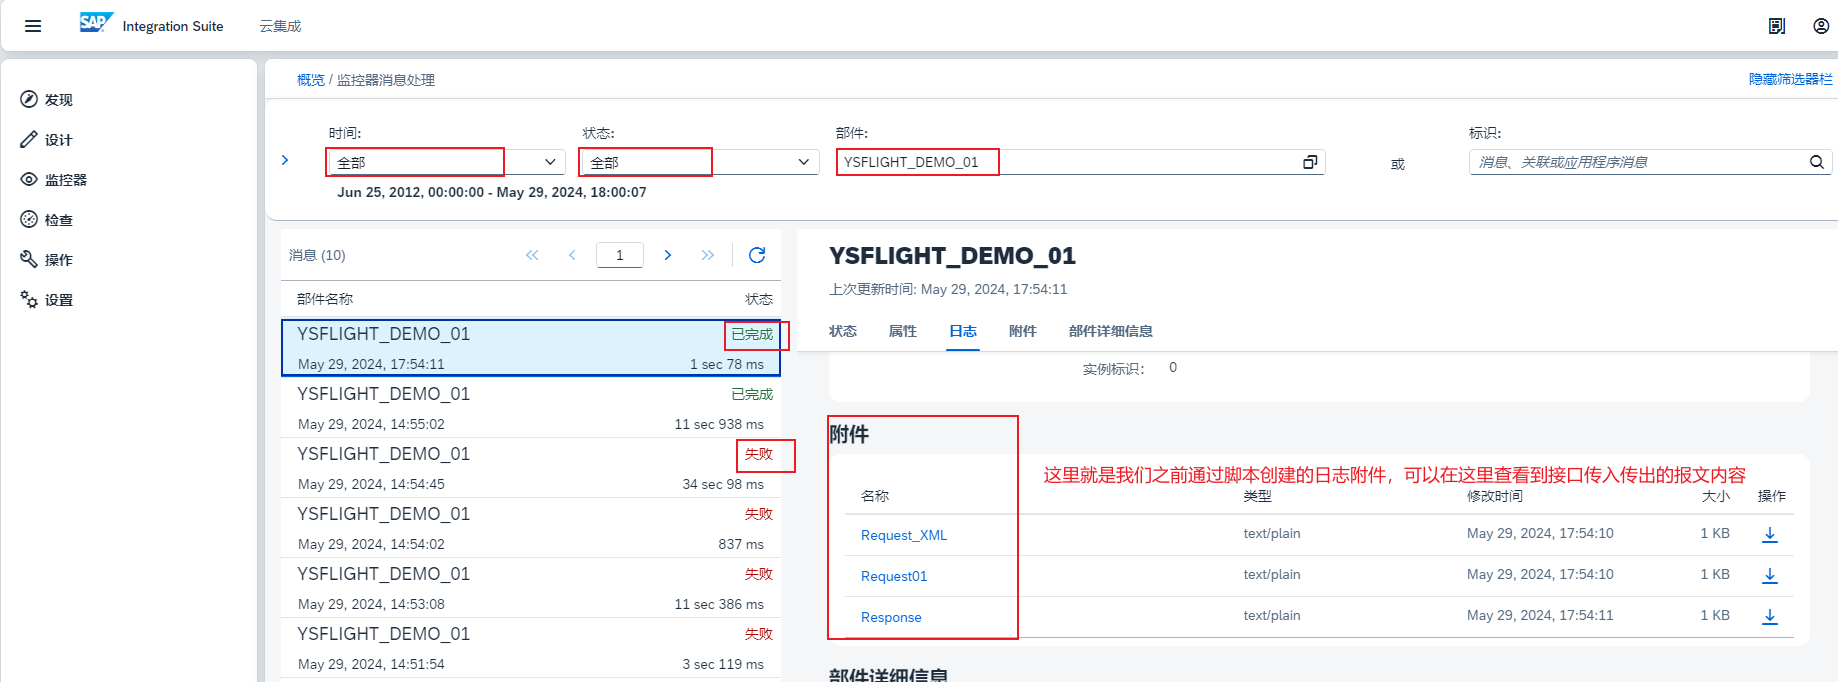 SAP Integration Suite 云集成
发现
设计
监控器
检查
操作
设置
概览 / 监控器消息处理
隐藏筛选器栏
时间: 状态: 部件: 标识:
全部 全部 YSFLIGHT_DEMO_01 或 消息、关联或应用程序消息
Jun 25, 2012, 00:00:00 - May 29, 2024, 18:00:07
消息 (10) 1
部件名称 状态
YSFLIGHT_DEMO_01 已完成
May 29, 2024, 17:54:11 1 sec 78 ms
YSFLIGHT_DEMO_01 已完成
May 29, 2024, 14:55:02 11 sec 938 ms
YSFLIGHT_DEMO_01 失败
May 29, 2024, 14:54:45 34 sec 98 ms
YSFLIGHT_DEMO_01 失败
May 29, 2024, 14:54:02 837 ms
YSFLIGHT_DEMO_01 失败
May 29, 2024, 14:53:08 11 sec 386 ms
YSFLIGHT_DEMO_01 失败
May 29, 2024, 14:51:54 3 sec 119 ms
YSFLIGHT_DEMO_01
上次更新时间: May 29, 2024, 17:54:11
状态 属性 日志 附件 部件详细信息
实例标识: 0
附件
这里就是我们之前通过脚本创建的日志附件，可以在这里查看到接口传入传出的报文内容
名称 类型 修改时间 大小 操作
Request_XML text/plain May 29, 2024, 17:54:10 1 KB
Request01 text/plain May 29, 2024, 17:54:10 1 KB
Response text/plain May 29, 2024, 17:54:11 1 KB
部件详细信息